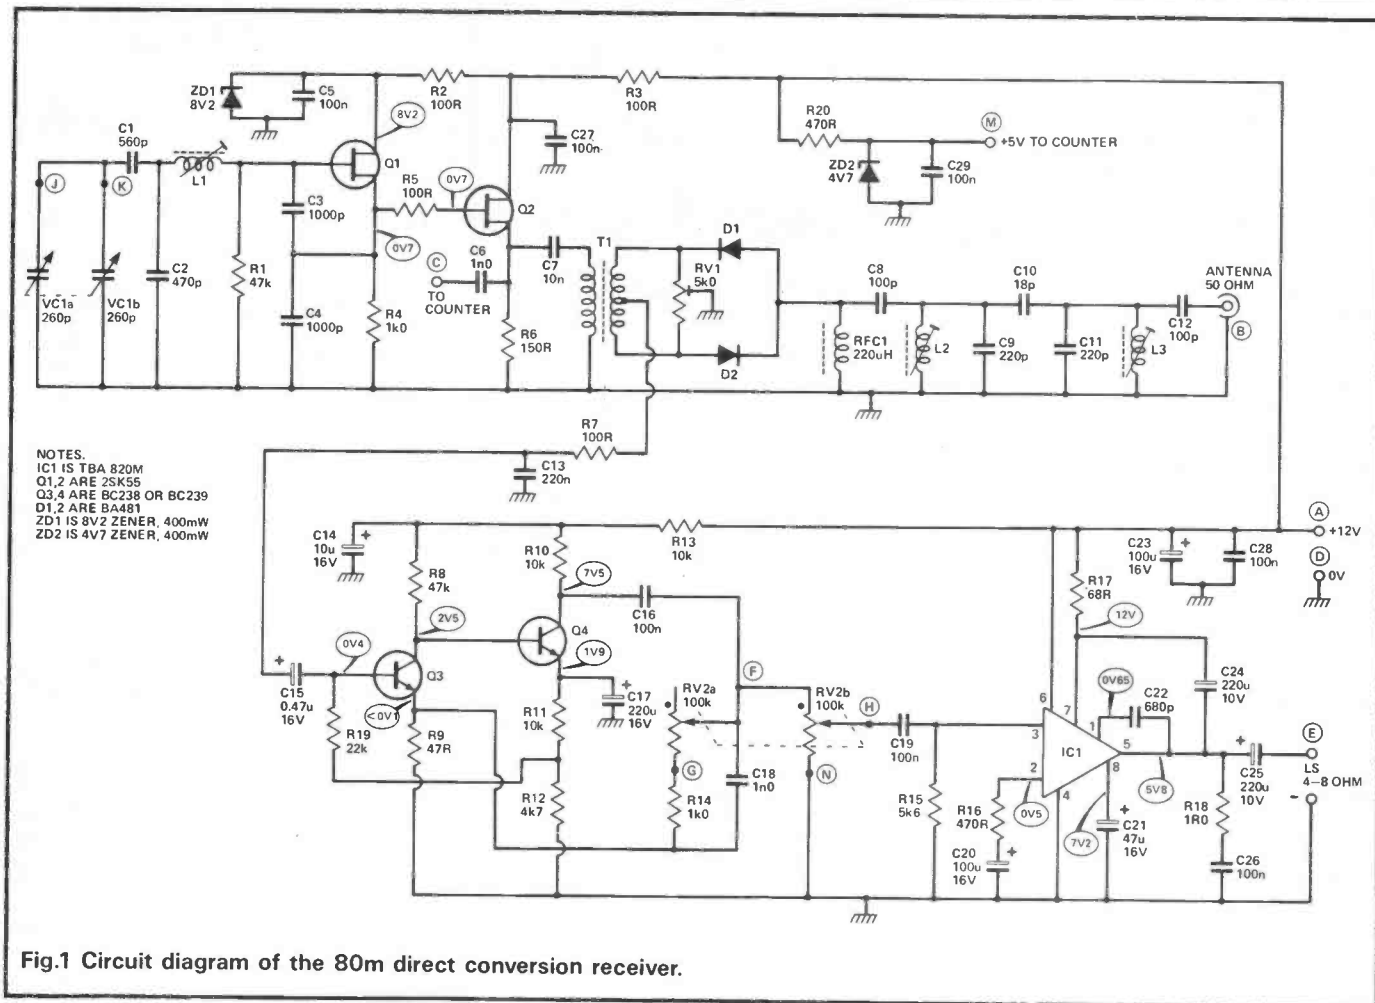 ZD1
8V2
C5
100n
R2
100R
8V2
R3
100R
C27
100n
R20
470R
M
+5V TO COUNTER
ZD2
4V7
C29
100n
C1
560p
J
K
L1
Q1
R5
100R
0V7
Q2
C3
1000p
0V7
VC1a
260p
VC1b
260p
C2
470p
R1
47k
C4
1000p
R4
1k0
C
TO
COUNTER
C6
1n0
C7
10n
R6
150R
T1
RV1
5k0
D1
D2
C8
100p
RFC1
220uH
L2
C9
220p
C10
18p
C11
220p
L3
C12
100p
ANTENNA
50 OHM
B
R7
100R
C13
220n
NOTES.
IC1 IS TBA 820M
Q1,2 ARE 2SK55
Q3,4 ARE BC238 OR BC239
D1,2 ARE BA481
ZD1 IS 8V2 ZENER, 400mW
ZD2 IS 4V7 ZENER, 400mW
C14
10u
16V
R8
47k
R10
10k
R13
10k
7V5
2V5
C16
100n
Q4
1V9
0V4
Q3
C15
0.47u
16V
+
<0V1
R19
22k
R9
47R
R11
10k
R12
4k7
C17
220u
16V
+
RV2a
100k
F
G
R14
1k0
C18
1n0
RV2b
100k
H
N
C19
100n
R15
5k6
R16
470R
0V5
C20
100u
16V
+
IC1
6
7
1
3
2
4
5
8
R17
68R
12V
0V65
C22
680p
C23
100u
16V
+
C28
100n
A
+12V
D
0V
C24
220u
10V
5V8
7V2
C21
47u
16V
+
R18
1R0
C26
100n
C25
220u
10V
+
E
LS
4–8 OHM
-
Fig.1 Circuit diagram of the 80m direct conversion receiver.